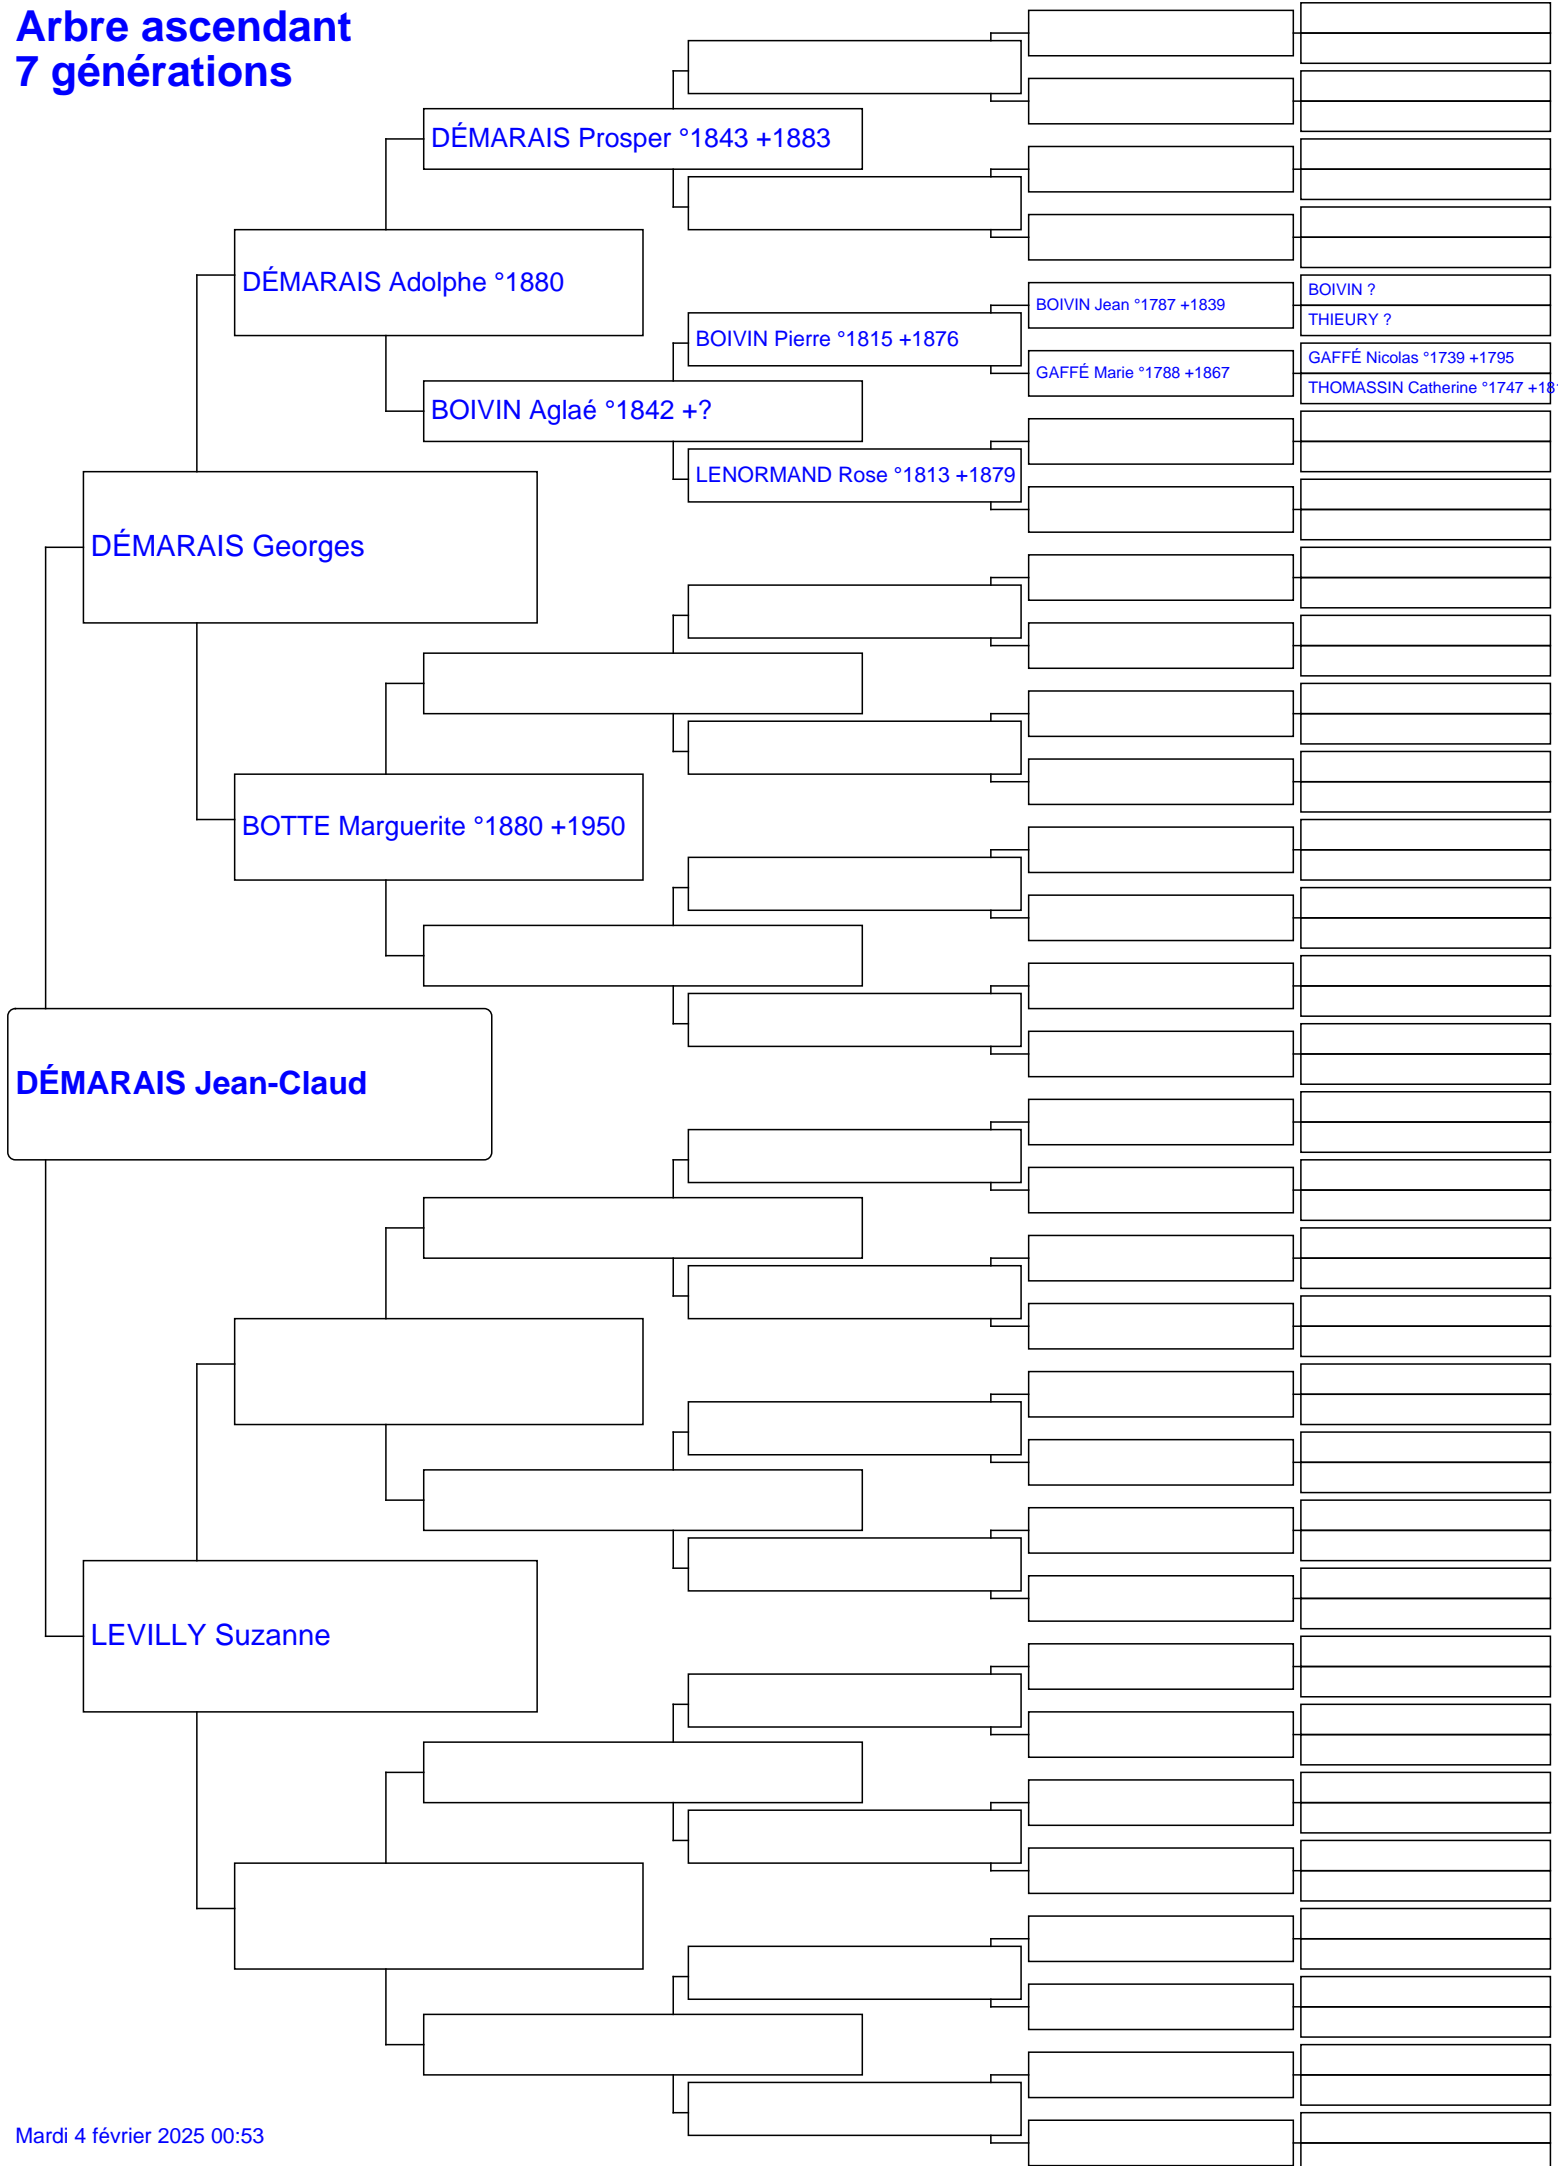 Arbre ascendant
7 générations
DÉMARAIS Prosper °1843 +1883
DÉMARAIS Adolphe °1880
BOIVIN Jean °1787 +1839
BOIVIN ?
THIEURY ?
BOIVIN Pierre °1815 +1876
GAFFÉ Marie °1788 +1867
GAFFÉ Nicolas °1739 +1795
THOMASSIN Catherine °1747
BOIVIN Aglaé °1842 +?
LENORMAND Rose °1813 +1879
DÉMARAIS Georges
BOTTE Marguerite °1880 +1950
DÉMARAIS Jean-Claud
LEVILLY Suzanne
Mardi 4 février 2025 00:53